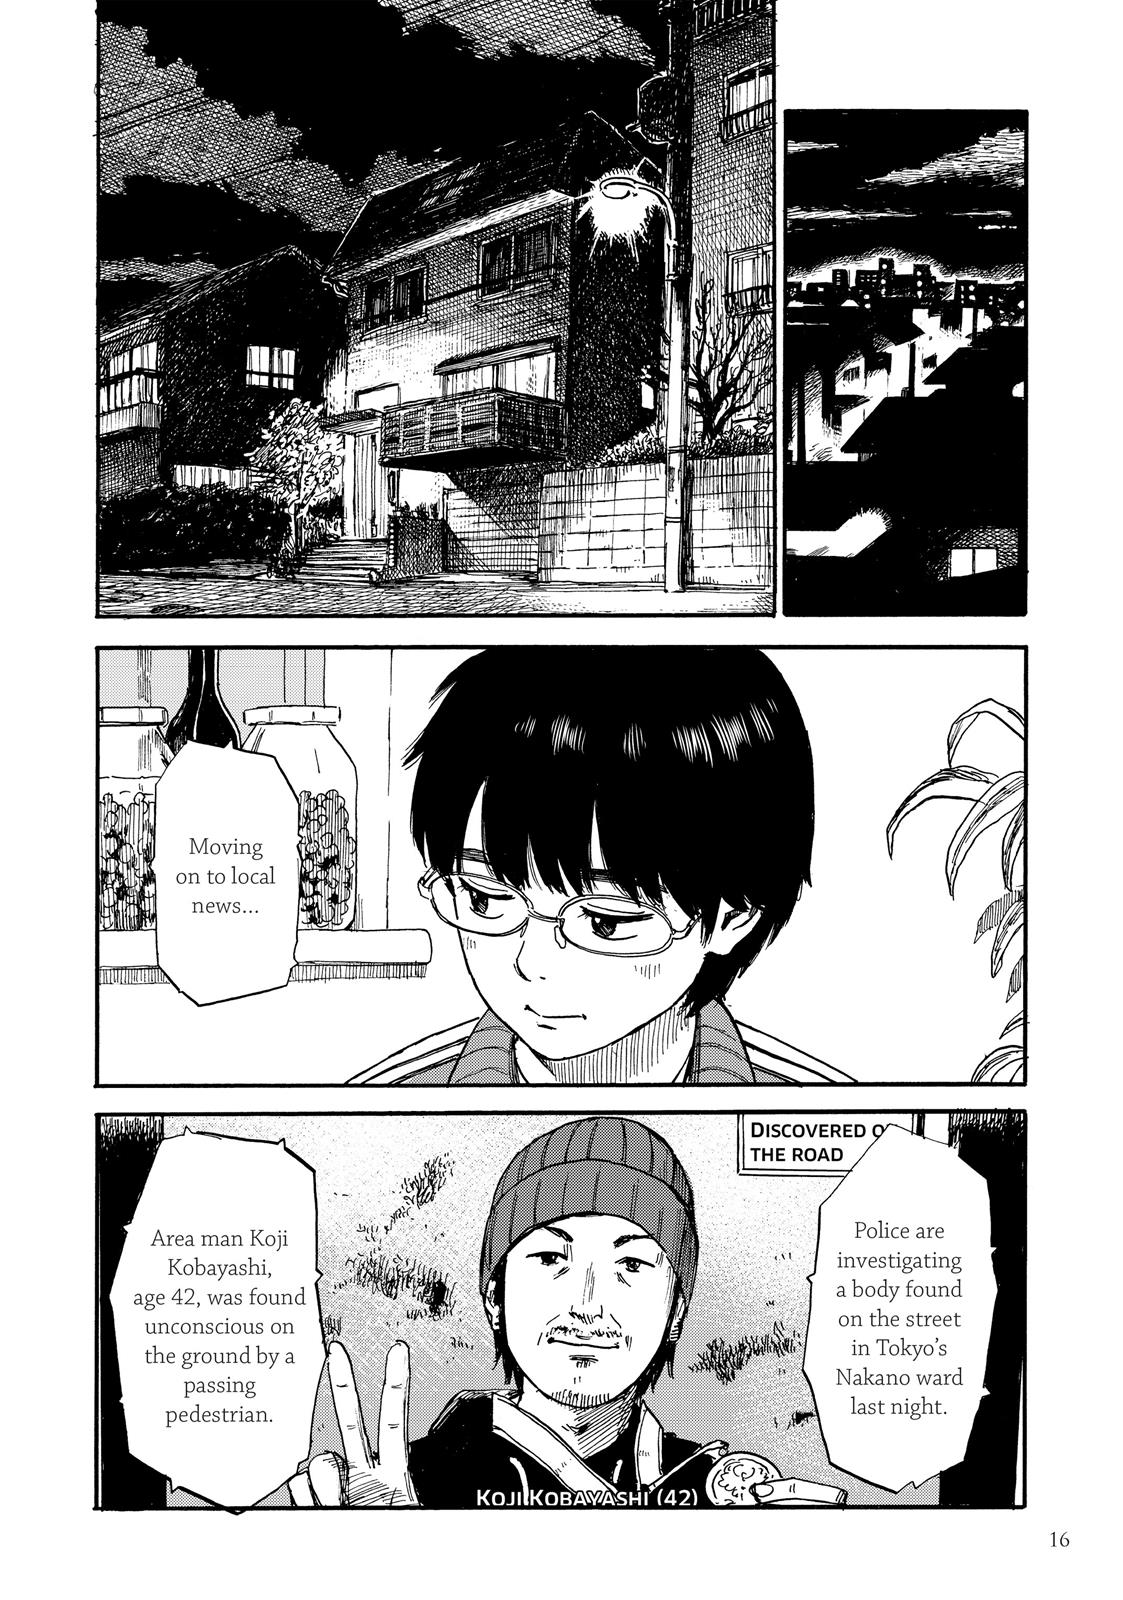 Moving
on to local
news...
DISCOVERED O
THE ROAD
Police are
investigating
a body found
on the street
in Tokyo's
Nakano ward
last night.
Area man Koji
Kobayashi,
age 42, was found
unconscious on
the ground by a
passing
pedestrian.
KOJI KOBAYASHI (42)
16